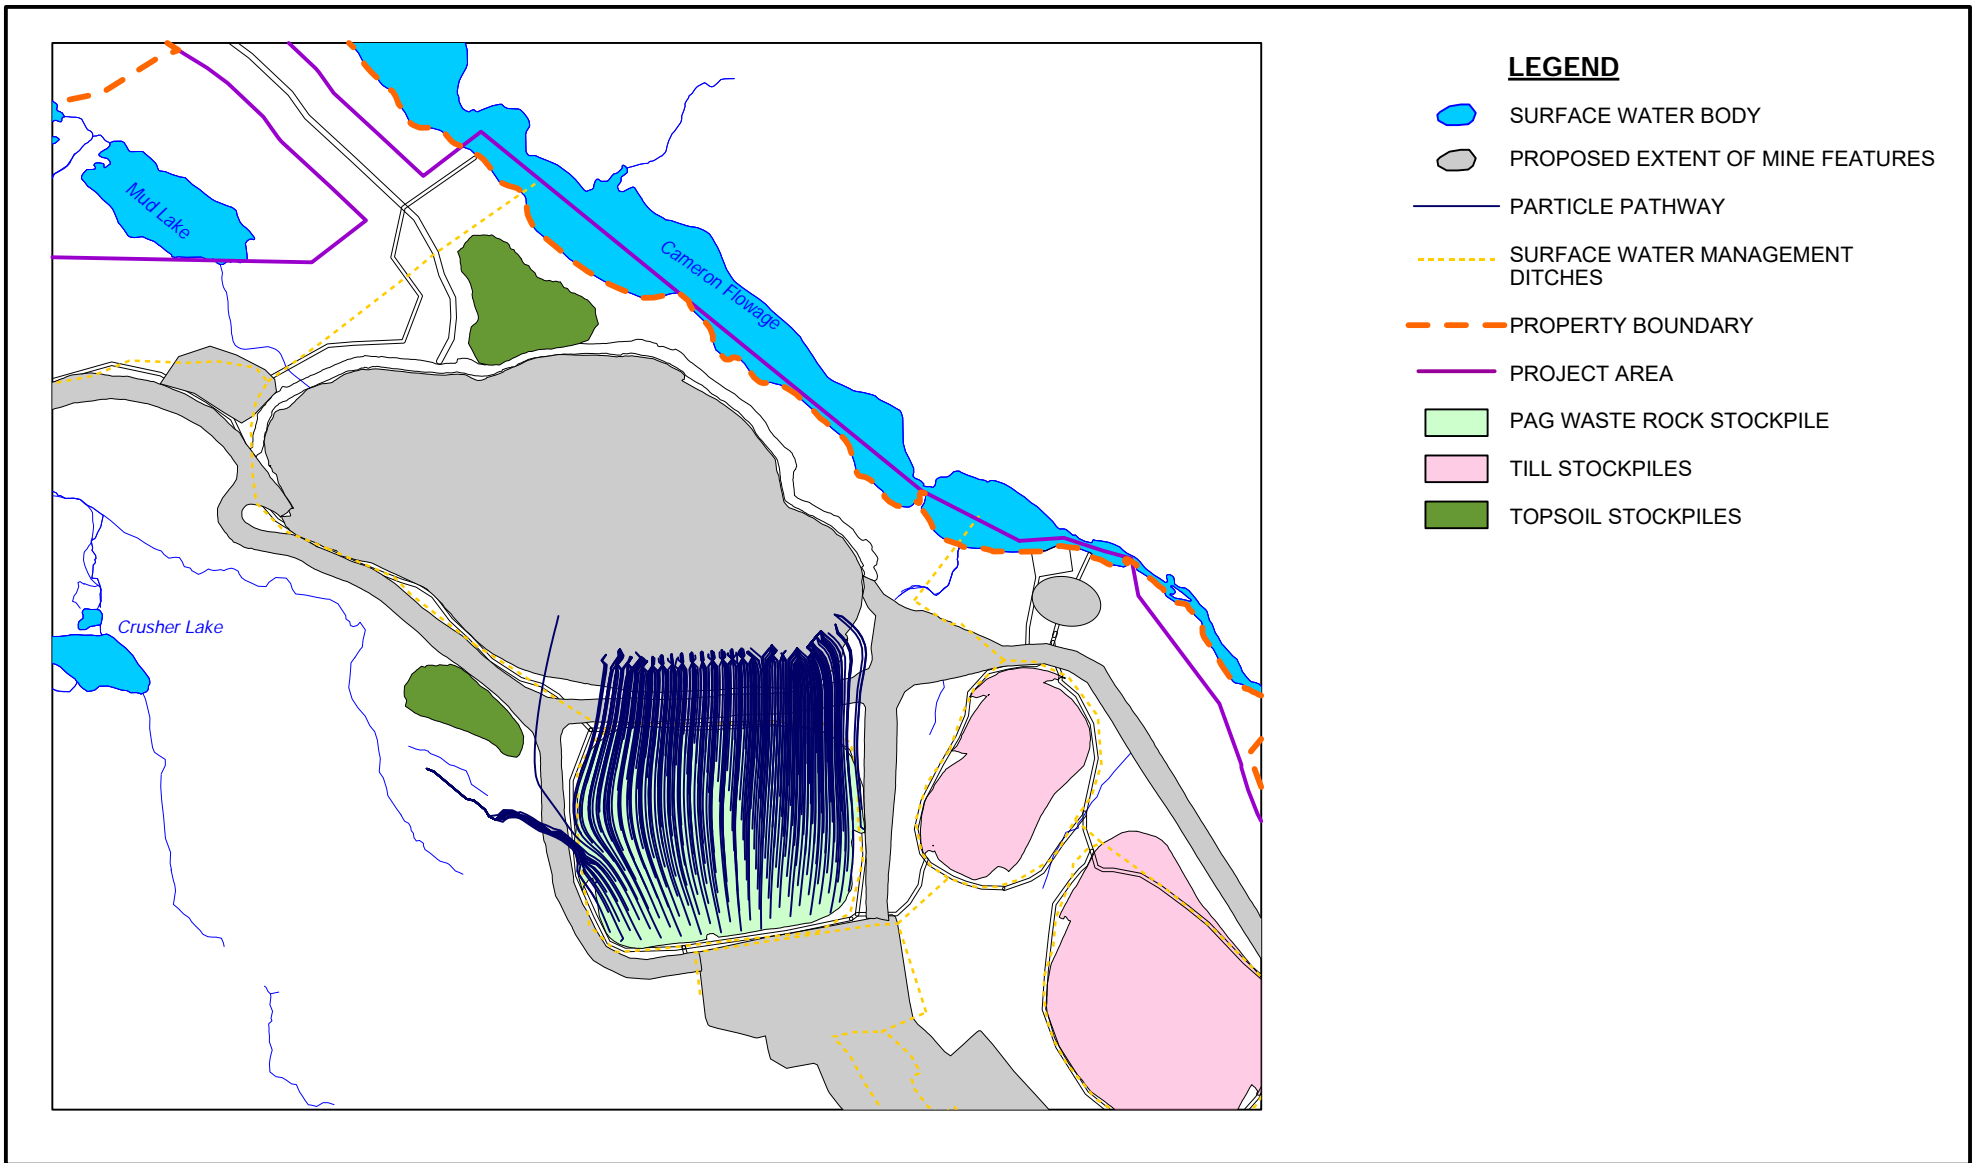 LEGEND
SURFACE WATER BODY
PROPOSED EXTENT OF MINE FEATURES
PARTICLE PATHWAY
SURFACE WATER MANAGEMENT
DITCHES
PROPERTY BOUNDARY
PROJECT AREA
PAG WASTE ROCK STOCKPILE
TILL STOCKPILES
TOPSOIL STOCKPILES
Mud Lake
Cameron Flowage
Crusher Lake